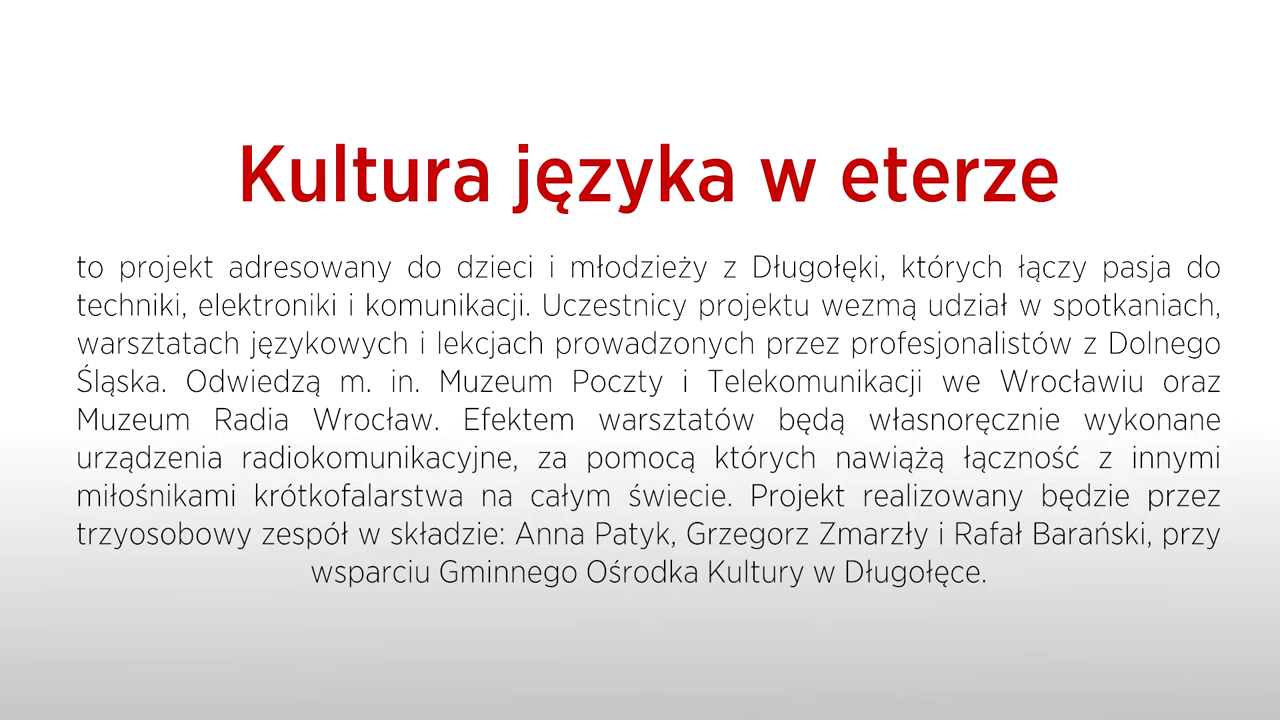 Kultura języka w eterze
to projekt adresowany do dzieci i młodzieży z Długołęki, których łączy pasja do
techniki, elektroniki i komunikacji. Uczestnicy projektu wezmą udział w spotkaniach,
warsztatach językowych i lekcjach prowadzonych przez profesjonalistów z Dolnego
Śląska. Odwiedzą m. in. Muzeum Poczty i Telekomunikacji we Wrocławiu oraz
Muzeum Radia Wrocław. Efektem warsztatów będą własnoręcznie wykonane
urządzenia radiokomunikacyjne, za pomocą których nawiążą łączność z innymi
miłośnikami krótkofalarstwa na całym świecie. Projekt realizowany będzie przez
trzyosobowy zespół w składzie: Anna Patyk, Grzegorz Zmarzły i Rafał Barański, przy
wsparciu Gminnego Ośrodka Kultury w Długołęce.